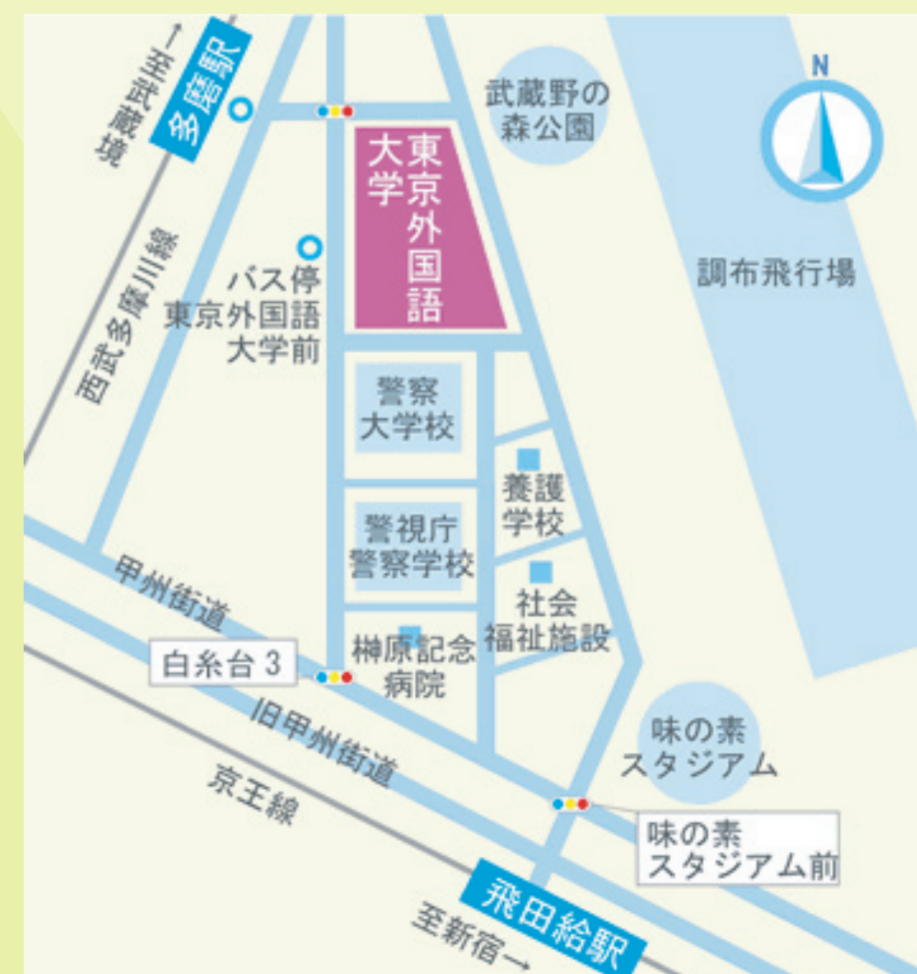 ↑至武蔵境
多磨駅
武蔵野の
森公園
N
東京外国語
大学
調布飛行場
西武多摩川線
バス停
東京外国語
大学前
警察
大学校
養護
学校
警視庁
警察学校
社会
福祉施設
甲州街道
榊原記念
病院
白糸台3
旧甲州街道
味の素
スタジアム
京王線
味の素
スタジアム前
飛田給駅
至新宿→